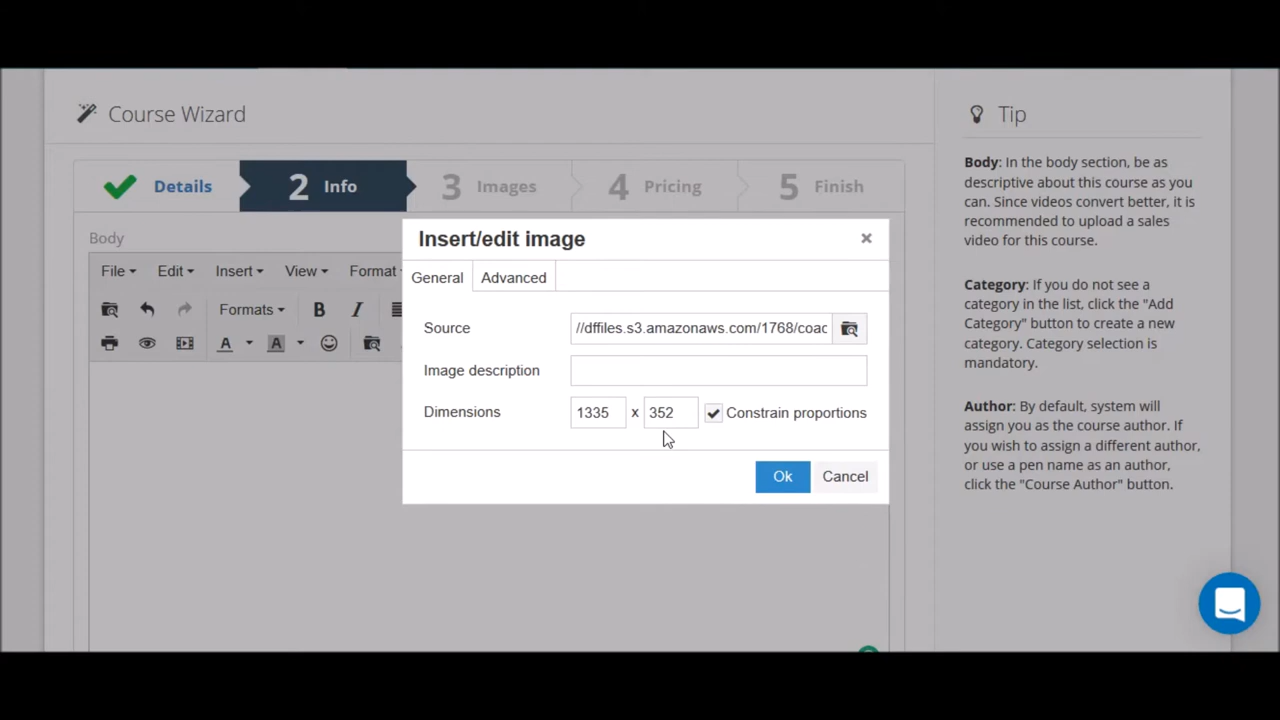 Course Wizard
Details
2 Info
3 Images
4 Pricing
5 Finish
Body
File Edit Insert View Format
Formats B I
A A
Insert/edit image
General Advanced
Source //dffiles.s3.amazonaws.com/1768/coac
Image description
Dimensions 1335 x 352 Constrain proportions
Ok Cancel
Tip
Body: In the body section, be as
descriptive about this course as you
can. Since videos convert better, it is
recommended to upload a sales
video for this course.
Category: If you do not see a
category in the list, click the "Add
Category" button to create a new
category. Category selection is
mandatory.
Author: By default, system will
assign you as the course author. If
you wish to assign a different author,
or use a pen name as an author,
click the "Course Author" button.